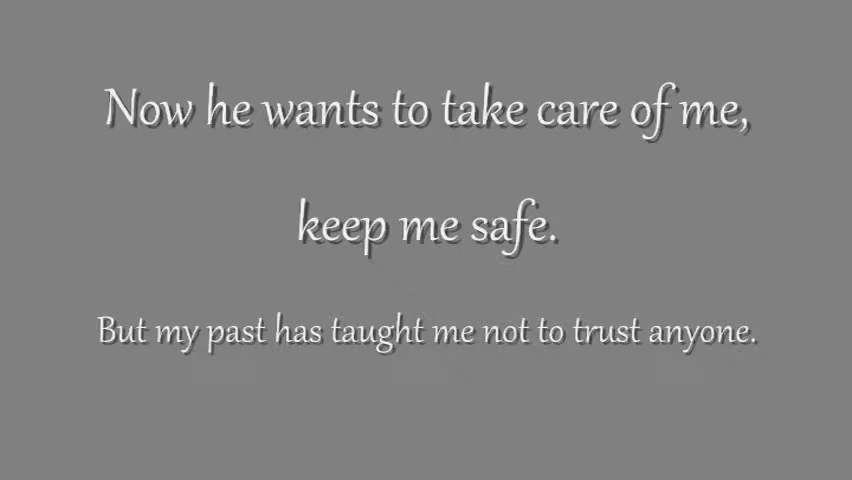 Now he wants to take care of me,
keep me safe.
But my past has taught me not to trust anyone.